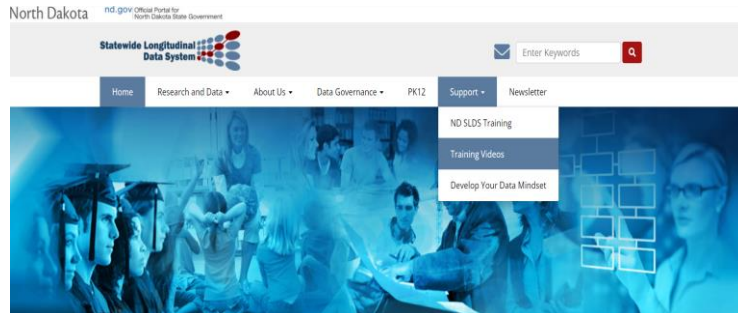 North Dakota
nd.gov Official Portal for
North Dakota State Government
Statewide Longitudinal
Data System
Enter Keywords
Home Research and Data About Us Data Governance PK12 Support Newsletter
ND SLDS Training
Training Videos
Develop Your Data Mindset